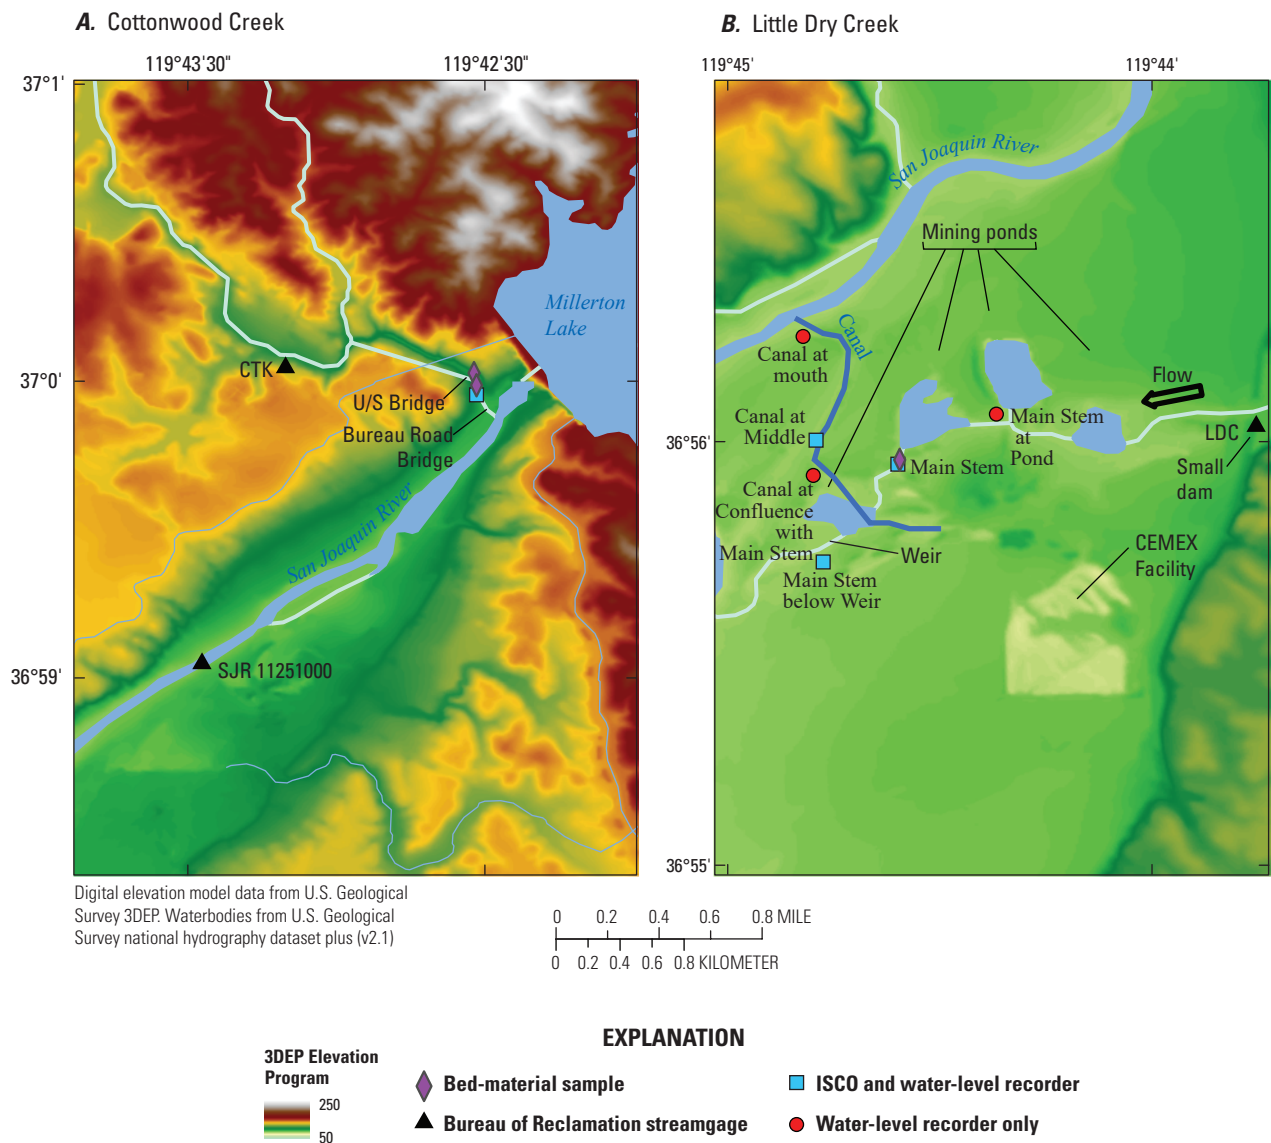 A. Cottonwood Creek
B. Little Dry Creek
119°43'30"
119°42'30"
119°45'
119°44'
37°1'
37°0'
36°59'
Millerton
Lake
CTK
U/S Bridge
Bureau Road
Bridge
San Joaquin River
SJR 11251000
36°56'
36°55'
San Joaquin River
Mining ponds
Canal
Canal at
mouth
Flow
Canal at
Middle
Main Stem
at
Pond
LDC
Small
dam
Main Stem
Canal at
Confluence
with
Main Stem
Weir
Main Stem
below Weir
CEMEX
Facility
Digital elevation model data from U.S. Geological
Survey 3DEP. Waterbodies from U.S. Geological
Survey national hydrography dataset plus (v2.1)
0 0.2 0.4 0.6 0.8 MILE
0 0.2 0.4 0.6 0.8 KILOMETER
EXPLANATION
3DEP Elevation
Program
250
50
Bed-material sample
Bureau of Reclamation streamgage
ISCO and water-level recorder
Water-level recorder only